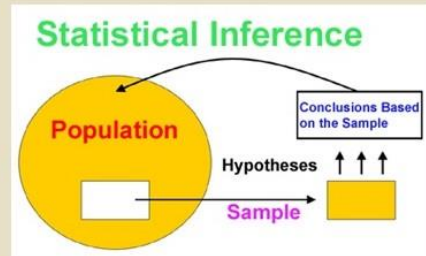 Statistical Inference
Population
Conclusions Based
on the Sample
Hypotheses
Sample